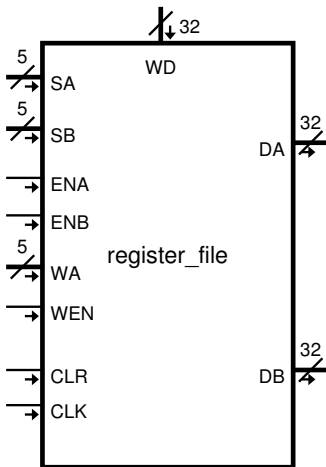 32
WD
5
SA
5
SB
32
DA
ENA
ENB
register_file
5
WA
WEN
32
DB
CLR
CLK